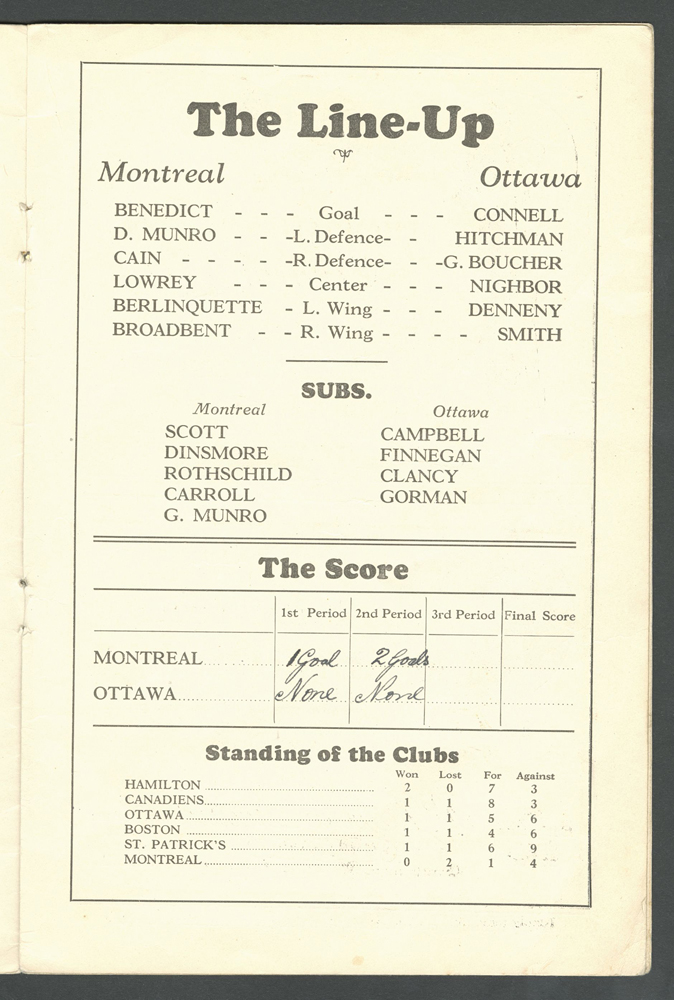 The Line-Up
Montreal Ottawa
BENEDICT - - - Goal - - - CONNELL
D. MUNRO - - -L. Defence- - HITCHMAN
CAIN - - - - -R. Defence- - -G. BOUCHER
LOWREY - - - Center - - - NIGHBOR
BERLINQUETTE - L. Wing - - - DENNENY
BROADBENT - - R. Wing - - - - SMITH
SUBS.
Montreal Ottawa
SCOTT CAMPBELL
DINSMORE FINNEGAN
ROTHSCHILD CLANCY
CARROLL GORMAN
G. MUNRO
The Score
1st Period 2nd Period 3rd Period Final Score
MONTREAL 1 Goal 2 Goals
OTTAWA None None
Standing of the Clubs
Won Lost For Against
HAMILTON 2 0 7 3
CANADIENS 1 1 8 3
OTTAWA 1 1 5 6
BOSTON 1 1 4 6
ST. PATRICK'S 1 1 6 9
MONTREAL 0 2 1 4